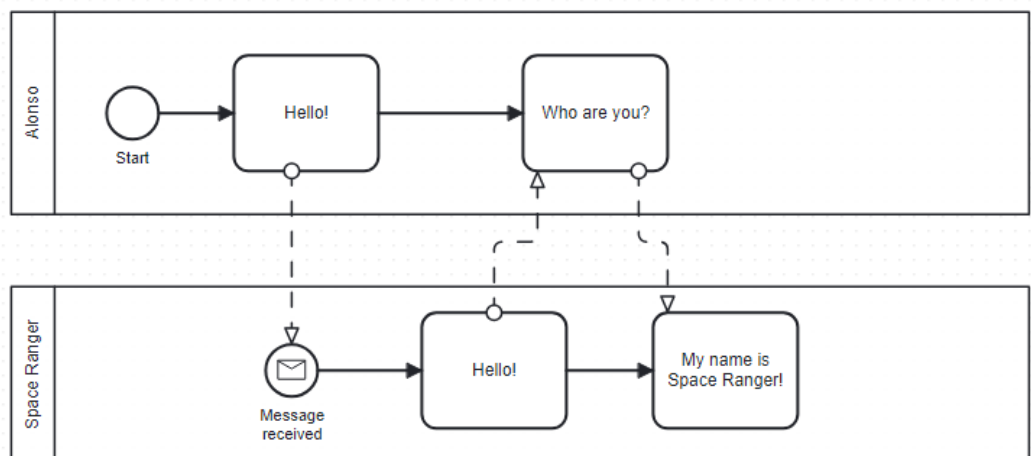 Alonso
Start
Hello!
Who are you?
Space Ranger
Message
received
Hello!
My name is
Space Ranger!